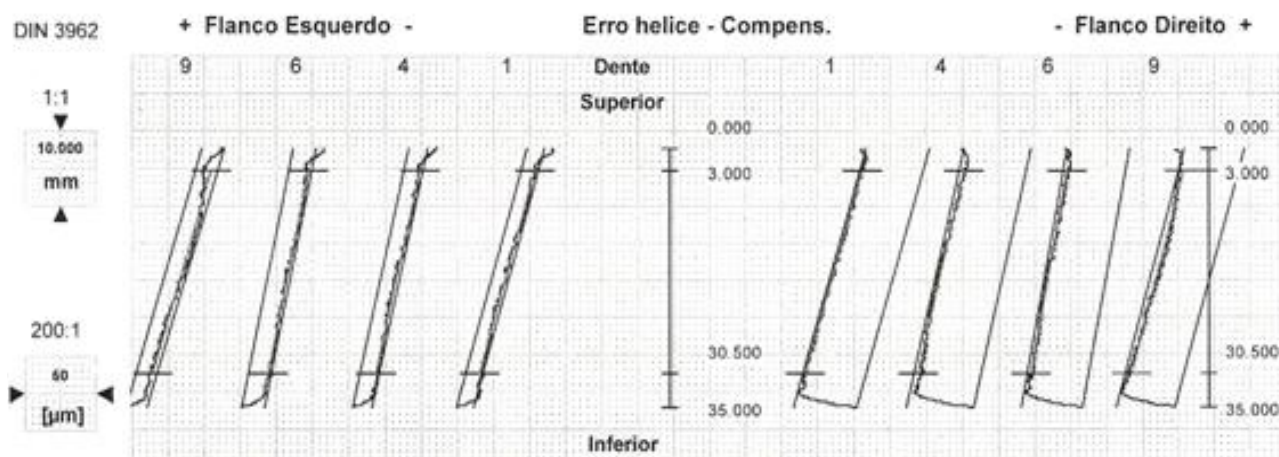 DIN 3962
+ Flanco Esquerdo -
Erro helice - Compens.
- Flanco Direito +
9 6 4 1 Dente 1 4 6 9
1:1
Superior
0.000 0.000
10.000
mm
3.000 3.000
200:1
30.500 30.500
50
[µm]
35.000 35.000
Inferior